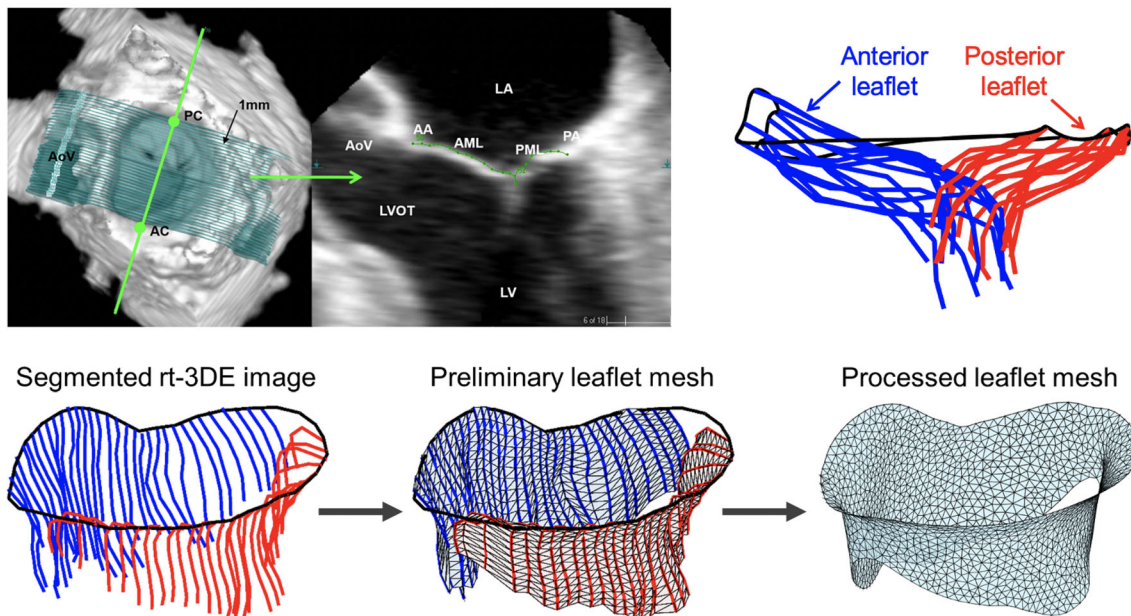 PC
1mm
AoV
AC
LA
AA
AML
PML
PA
AoV
LVOT
LV
6 of 18
Anterior
leaflet
Posterior
leaflet
Segmented rt-3DE image
Preliminary leaflet mesh
Processed leaflet mesh